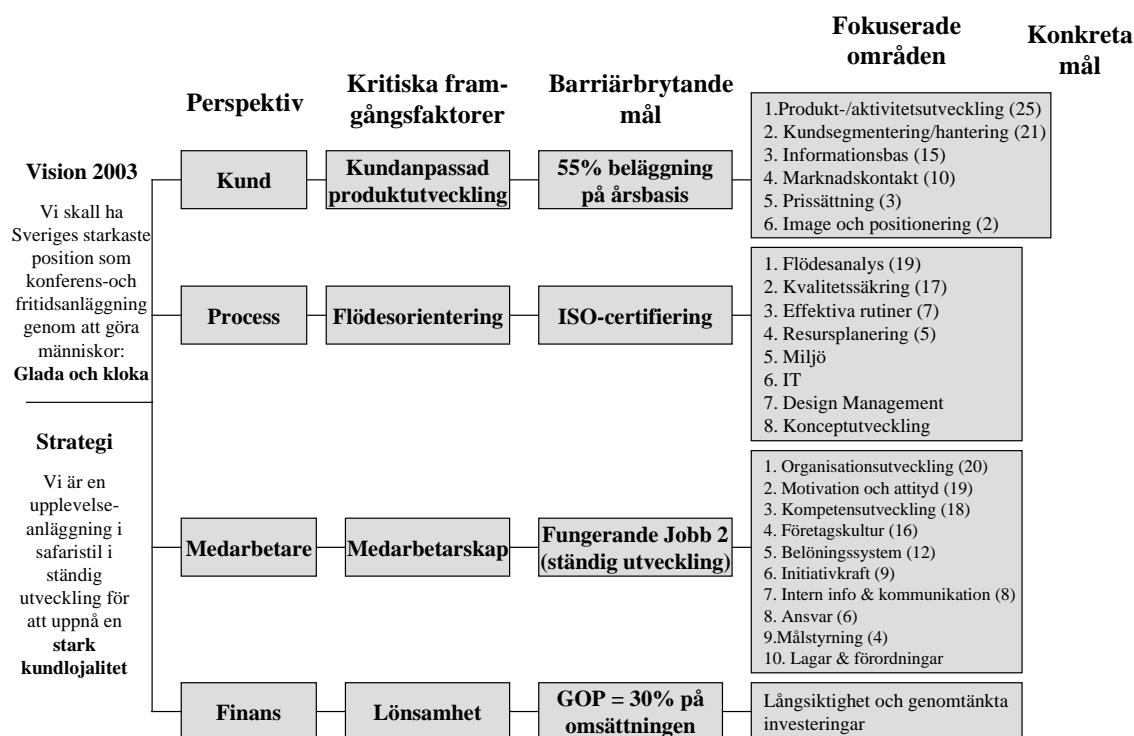 Perspektiv
Kritiska fram-
gångsfaktorer
Barriärbrytande
mål
Fokuserade
områden
Konkreta
mål
Vision 2003
Vi skall ha
Sveriges starkaste
position som
konferens-och
fritidsanläggning
genom att göra
människor:
Glada och kloka
Strategi
Vi är en
upplevelse-
anläggning i
safaristil i
ständig
utveckling för
att uppnå en
stark
kundlojalitet
Kund
Kundanpassad
produktutveckling
55% beläggning
på årsbasis
1.Produkt-/aktivitetsutveckling (25)
2. Kundsegmentering/hantering (21)
3. Informationsbas (15)
4. Marknadskontakt (10)
5. Prissättning (3)
6. Image och positionering (2)
Process
Flödesorientering
ISO-certifiering
1. Flödesanalys (19)
2. Kvalitetssäkring (17)
3. Effektiva rutiner (7)
4. Resursplanering (5)
5. Miljö
6. IT
7. Design Management
8. Konceptutveckling
Medarbetare
Medarbetarskap
Fungerande Jobb 2
(ständig utveckling)
1. Organisationsutveckling (20)
2. Motivation och attityd (19)
3. Kompetensutveckling (18)
4. Företagskultur (16)
5. Belöningssystem (12)
6. Initiativkraft (9)
7. Intern info & kommunikation (8)
8. Ansvar (6)
9.Målstyrning (4)
10. Lagar & förordningar
Finans
Lönsamhet
GOP = 30% på
omsättningen
Långsiktighet och genomtänkta
investeringar